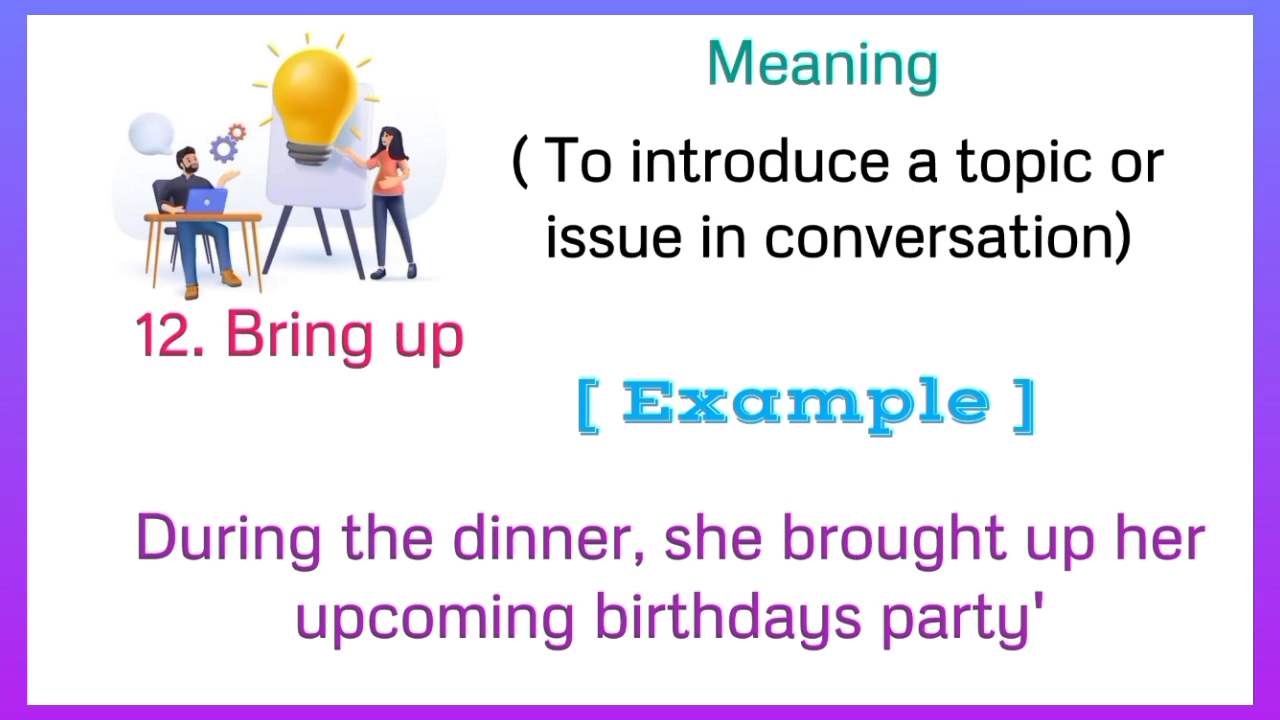 Meaning
( To introduce a topic or
issue in conversation)
12. Bring up
[ Example ]
During the dinner, she brought up her
upcoming birthdays party'